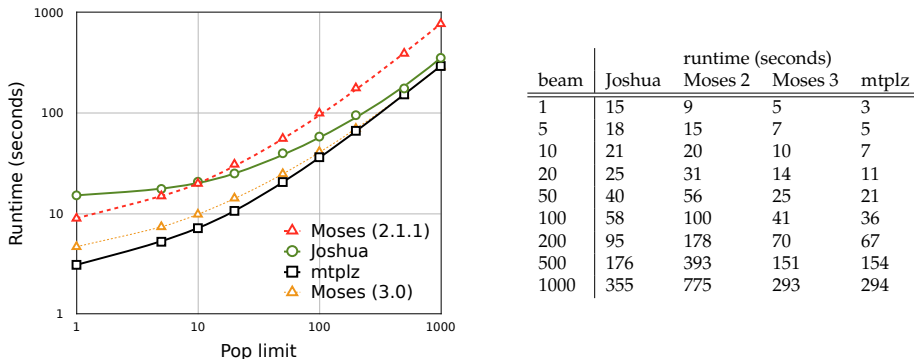 1000
100
10
1
1
10
100
1000
Runtime (seconds)
Pop limit
Moses (2.1.1)
Joshua
mtplz
Moses (3.0)
runtime (seconds)
beam Joshua Moses 2 Moses 3 mtplz
1 15 9 5 3
5 18 15 7 5
10 21 20 10 7
20 25 31 14 11
50 40 56 25 21
100 58 100 41 36
200 95 178 70 67
500 176 393 151 154
1000 355 775 293 294